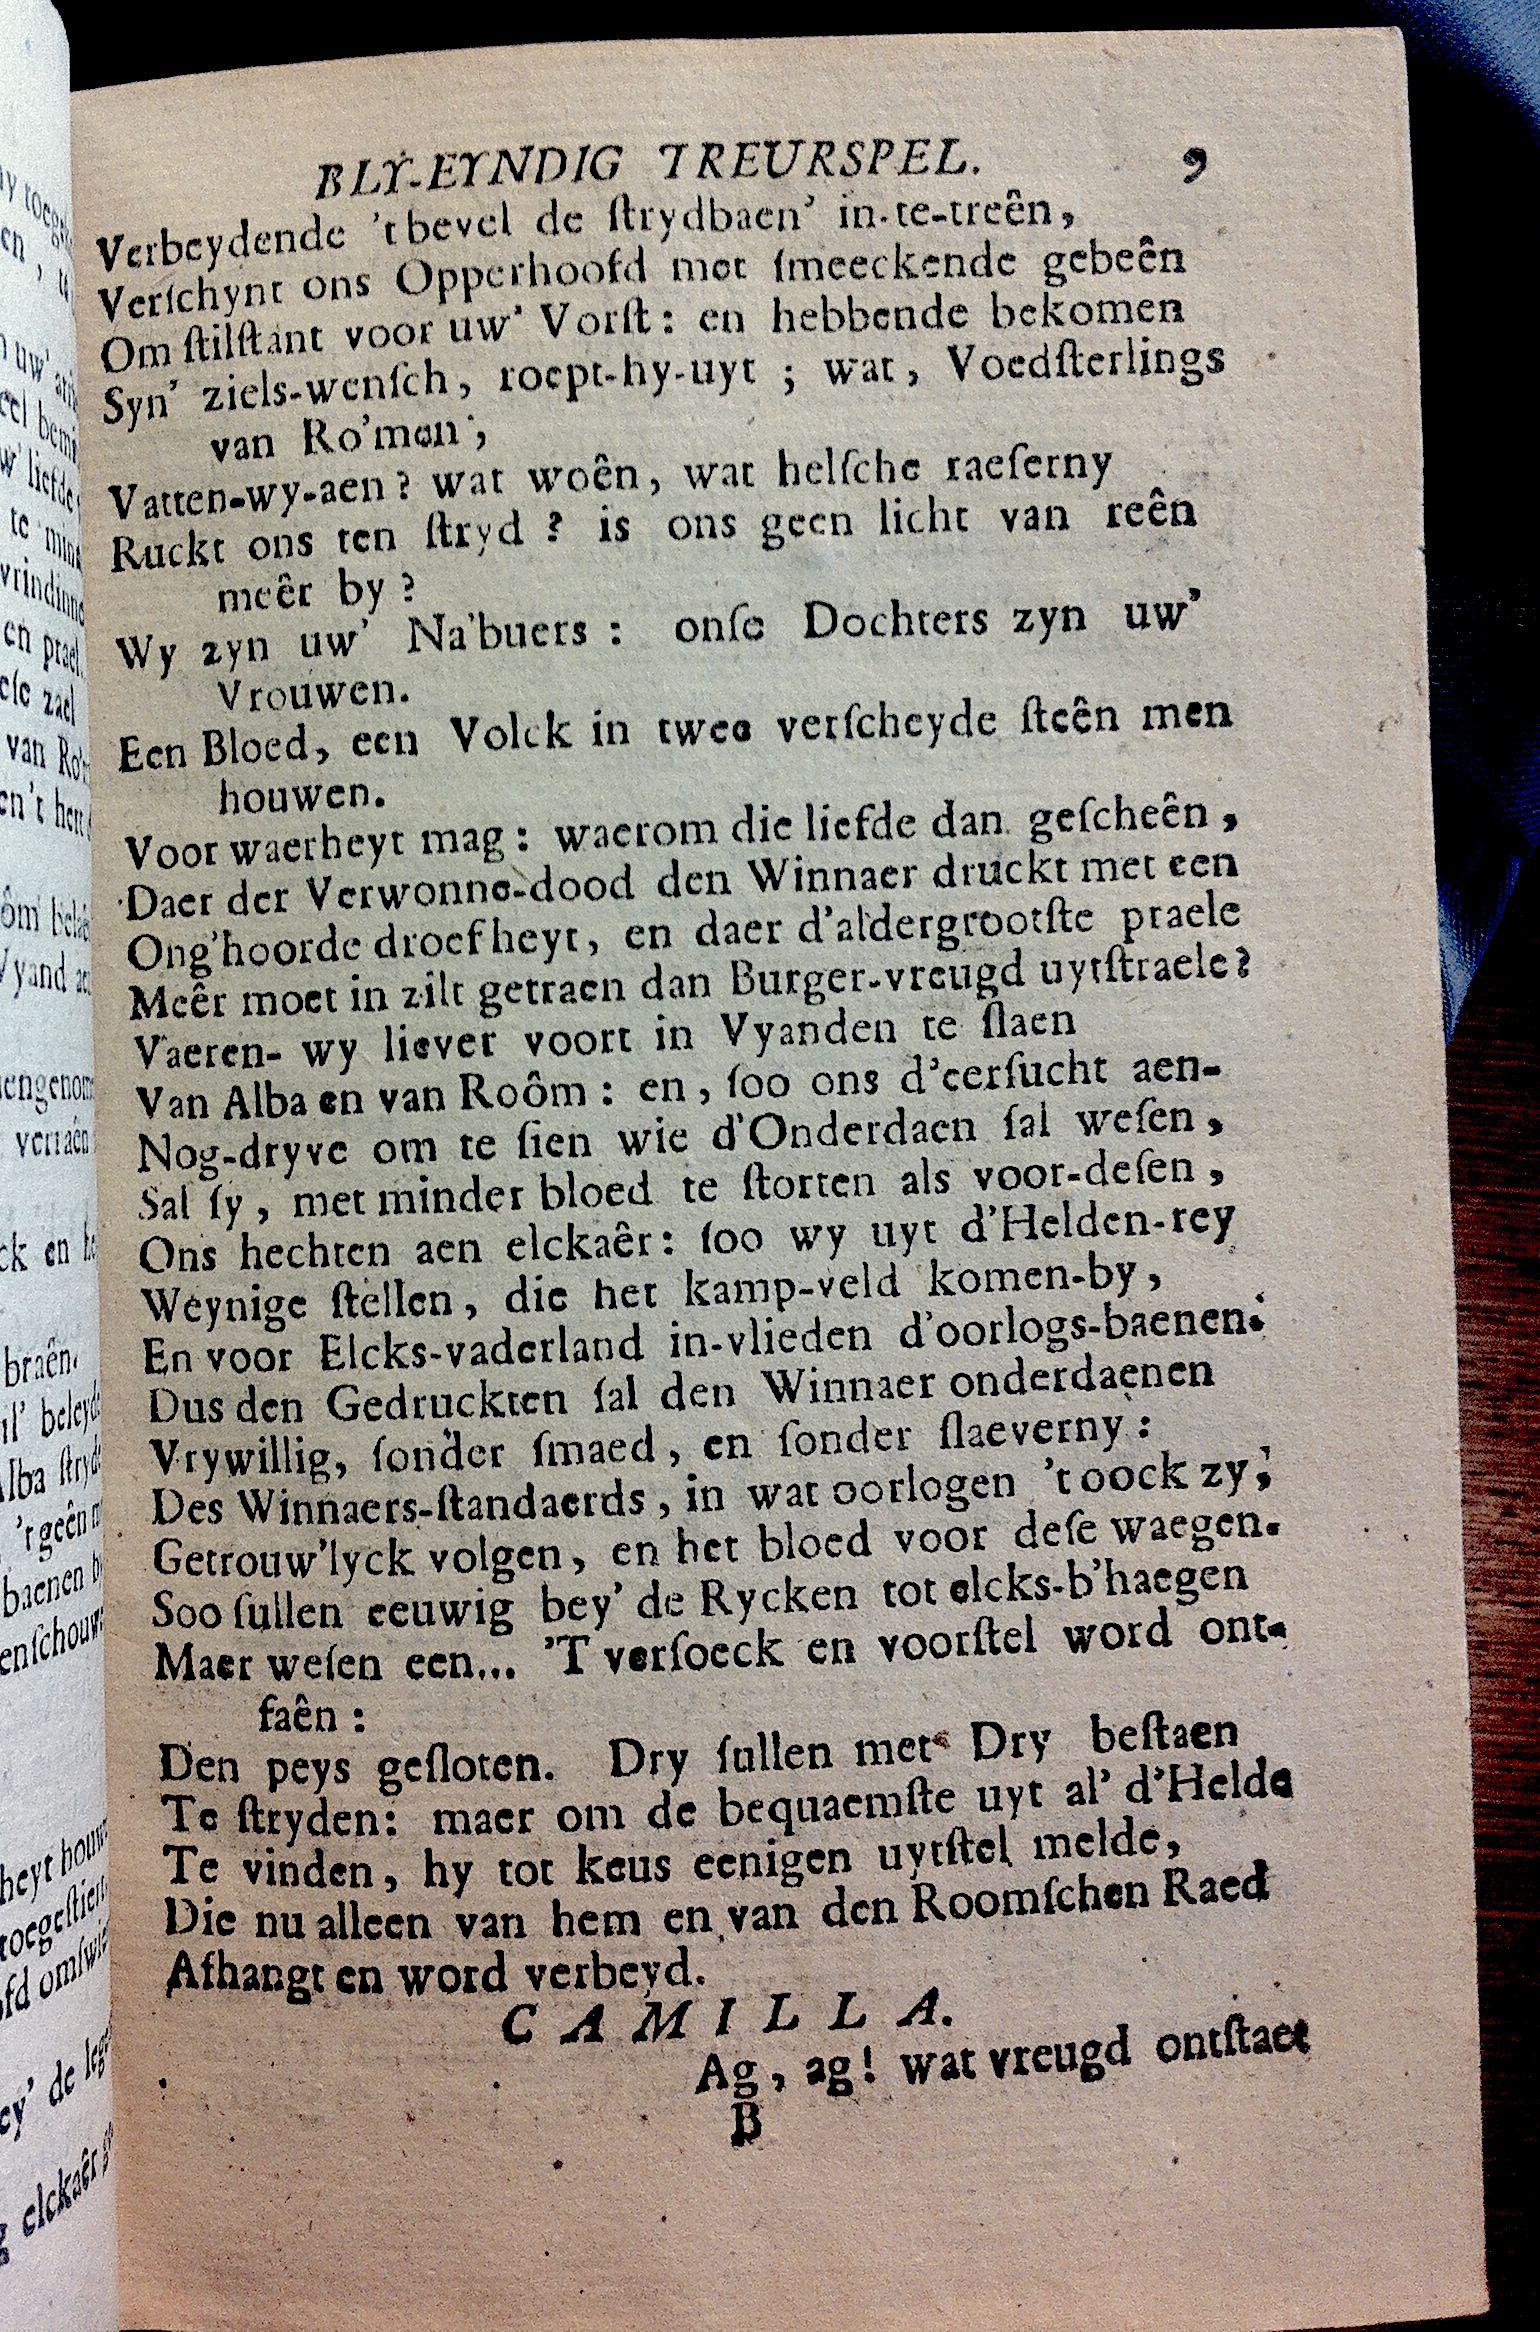 BLY-EYNDIG TREURSPEL. 9
Verbeydende 't bevel de ſtrydbaen' in-te-treên,
Verſchynt ons Opperhoofd met ſmeeckende gebeên
Om ſtilſtant voor uw' Vorſt: en hebbende bekomen
Syn' ziels-wenſch, roept-hy-uyt; wat, Voedſterlings
van Ro'men,
Vatten-wy-aen? wat woên, wat helſche raeſerny
Ruckt ons ten ſtryd? is ons geen licht van reên
meêr by?
Wy zyn uw' Na'buers: onſe Dochters zyn uw'
Vrouwen.
Een Bloed, een Volck in twee verſcheyde ſteên men
houwen.
Voor waerheyt mag: waerom die liefde dan geſcheên,
Daer der Verwonne-dood den Winnaer druckt met een
Ong'hoorde droefheyt, en daer d'aldergrootſte praele
Meêr moet in zilt getraen dan Burger-vreugd uytſtraele?
Vaeren- wy liever voort in Vyanden te ſlaen
Van Alba en van Roôm: en, ſoo ons d'eerſucht aen-
Nog-dryve om te ſien wie d'Onderdaen ſal weſen,
Sal ſy, met minder bloed te ſtorten als voor-deſen,
Ons hechten aen elckaêr: ſoo wy uyt d'Helden-rey
Weynige ſtellen, die het kamp-veld komen-by,
En voor Elcks-vaderland in-vlieden d'oorlogs-baenen:
Dus den Gedruckten ſal den Winnaer onderdaenen
Vrywillig, ſonder ſmaed, en ſonder ſlaeverny:
Des Winnaers-ſtandaerds, in wat oorlogen 't oock zy;
Getrouw'lyck volgen, en het bloed voor deſe waegen.
Soo ſullen eeuwig bey' de Rycken tot elcks-b'haegen
Maer weſen een... 'T verſoeck en voorſtel word ont-
faên:
Den peys geſloten. Dry ſullen met Dry beſtaen
Te ſtryden: maer om de bequaemſte uyt al' d'Helde
Te vinden, hy tot keus eenigen uytſtel melde,
Die nu alleen van hem en van den Roomſchen Raed
Afhangt en word verbeyd.
CAMILLA.
Ag, ag! wat vreugd ontſtaet
B